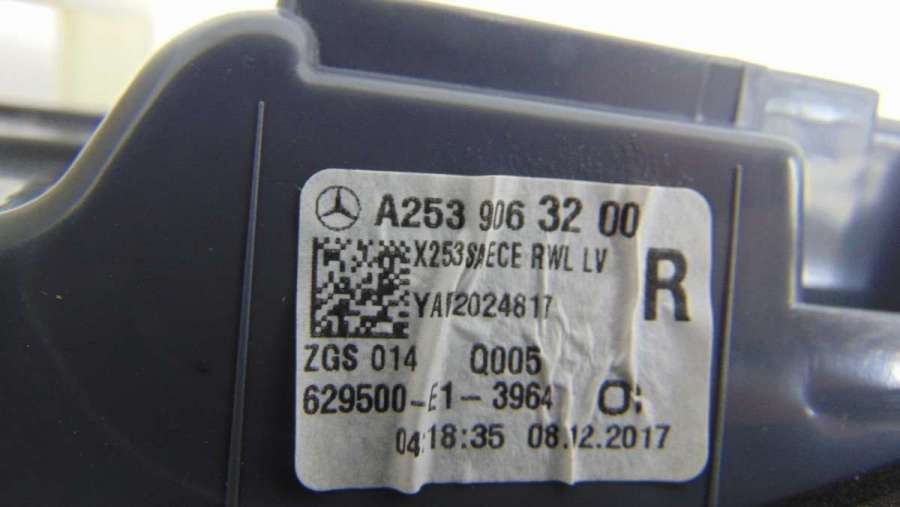 A253 906 32 00
X253SAECE RWL LV
R
YAF2024817
ZGS 014 Q005
629500-E1-3964
04:18:35 08.12.2017